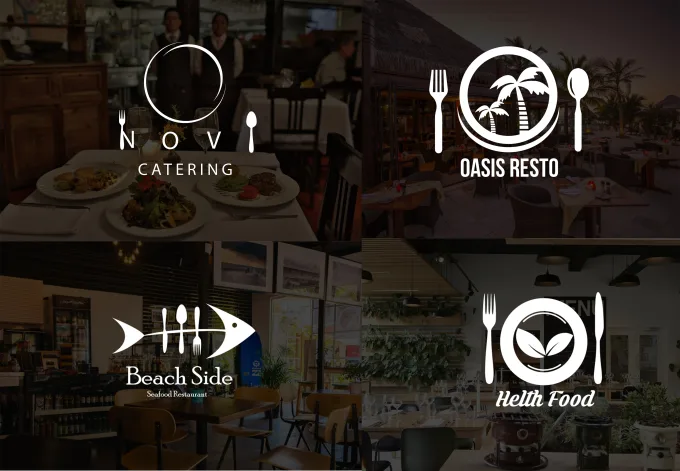 NOVI
CATERING
OASIS RESTO
Beach Side
Seafood Restaurant
Helth Food